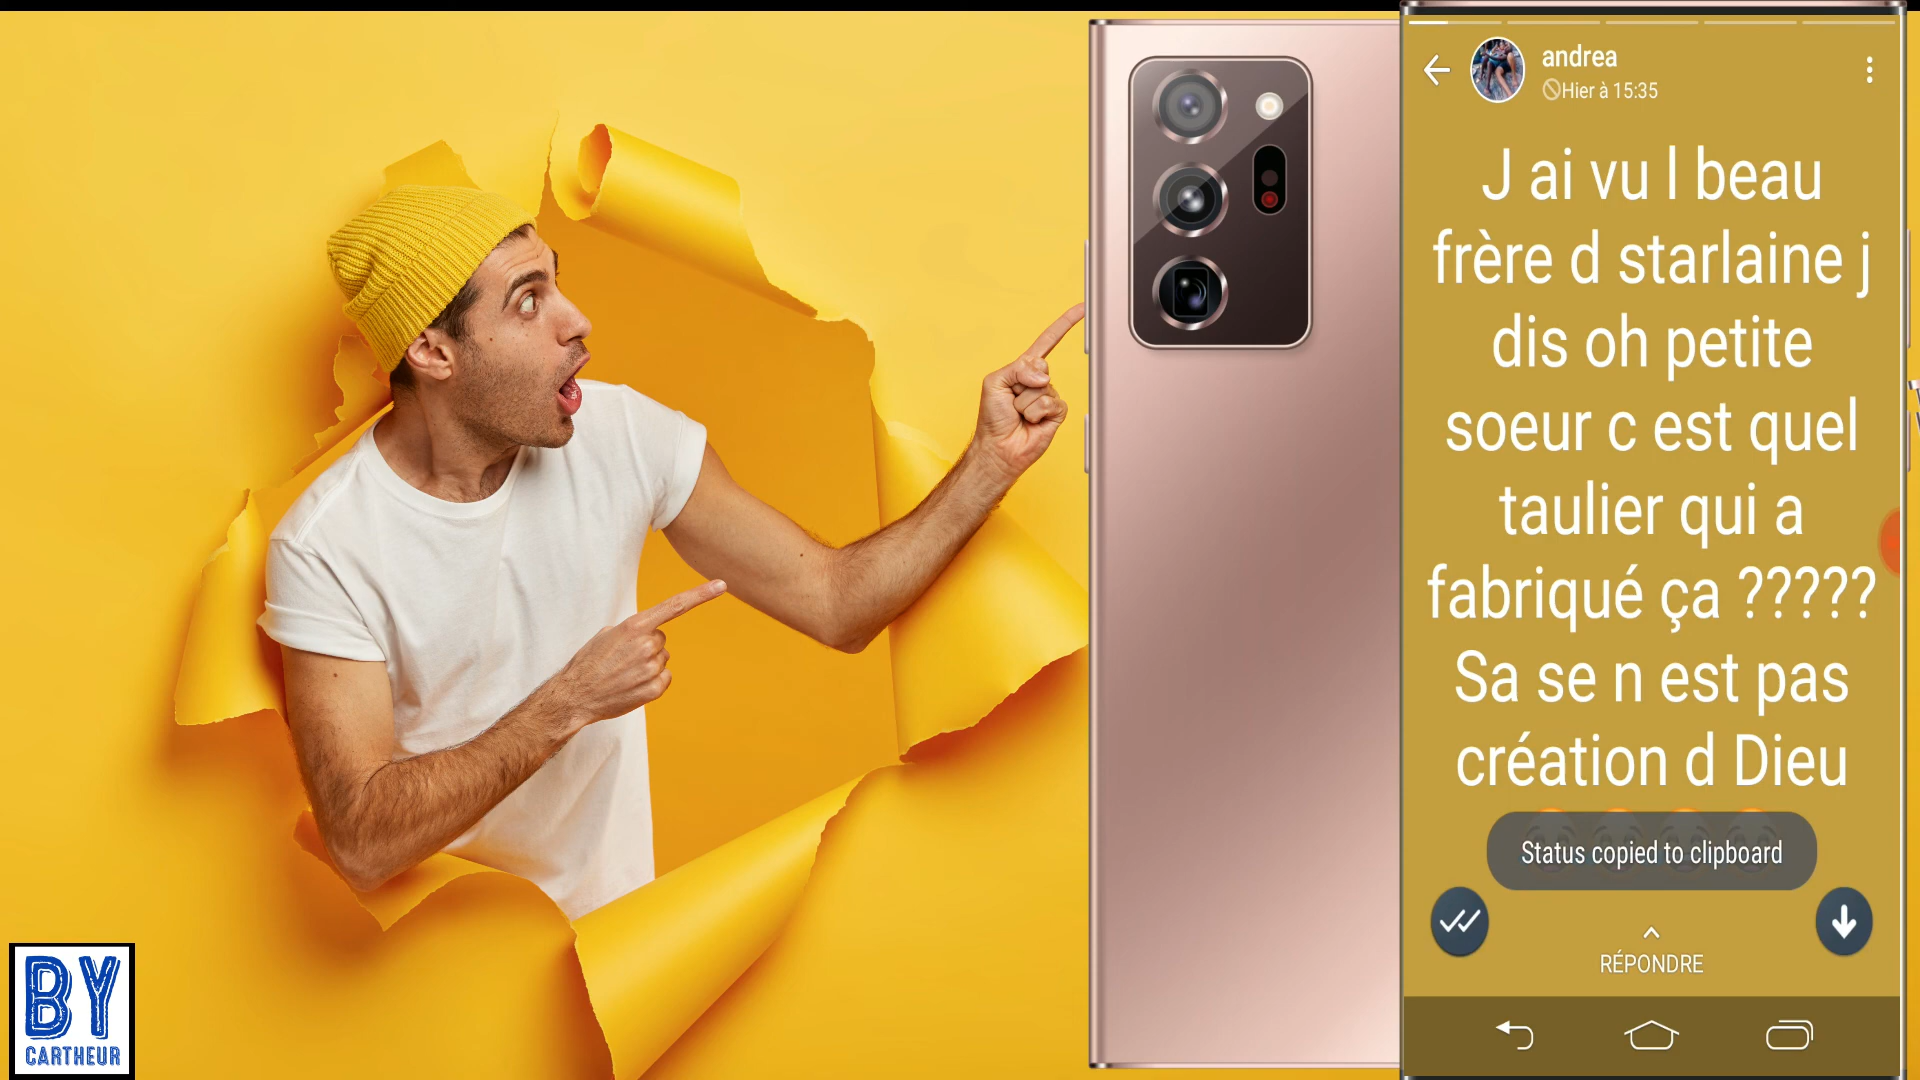 andrea
Hier à 15:35
J ai vu l beau
frère d starlaine j
dis oh petite
soeur c est quel
taulier qui a
fabriqué ça ?????
Sa se n est pas
création d Dieu
Status copied to clipboard
RÉPONDRE
BY
CARTHEUR